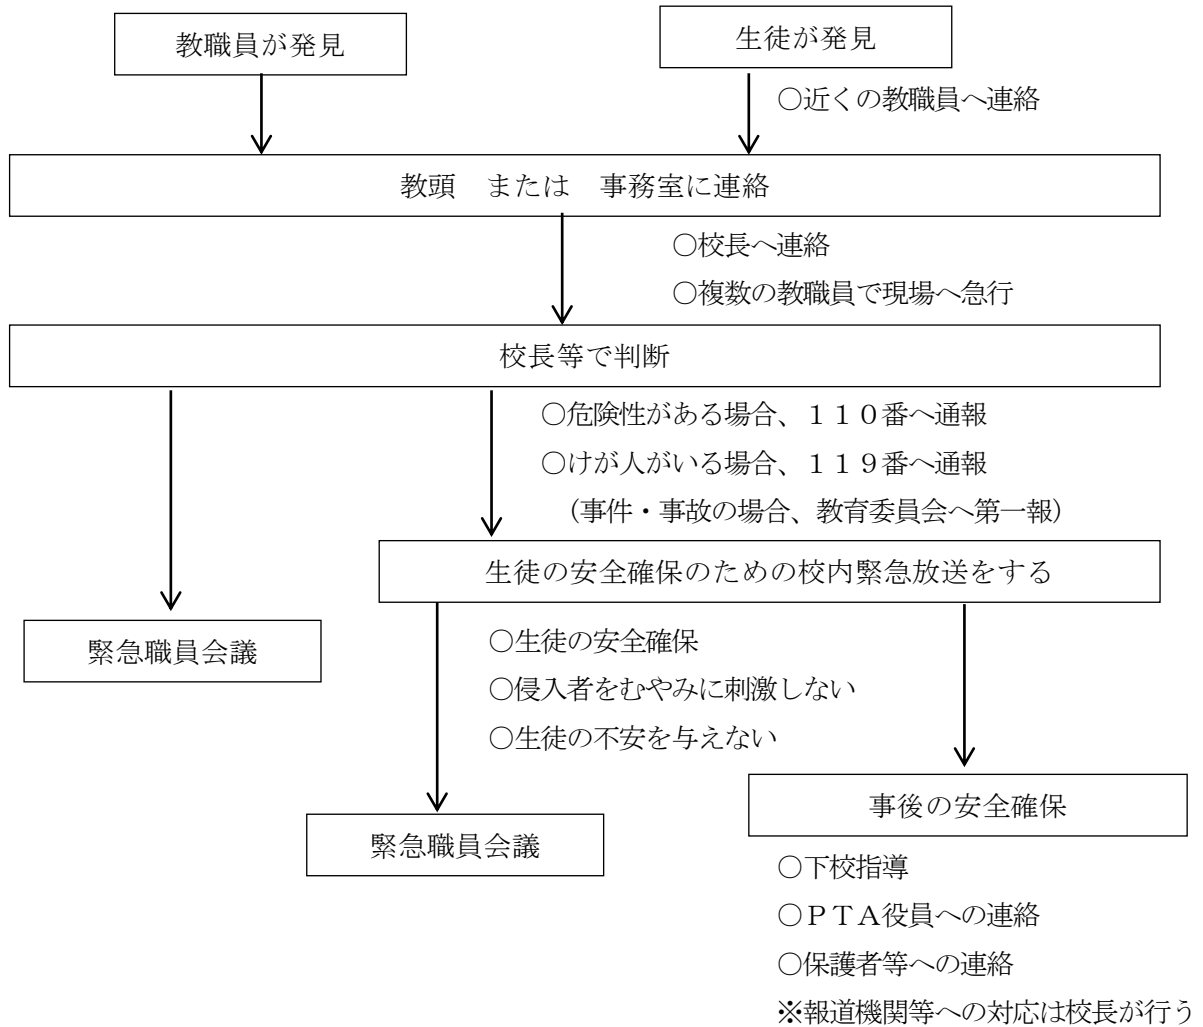 教職員が発見
生徒が発見
○近くの教職員へ連絡
教頭　または　事務室に連絡
○校長へ連絡
○複数の教職員で現場へ急行
校長等で判断
○危険性がある場合、１１０番へ通報
○けが人がいる場合、１１９番へ通報
（事件・事故の場合、教育委員会へ第一報）
生徒の安全確保のための校内緊急放送をする
緊急職員会議
○生徒の安全確保
○侵入者をむやみに刺激しない
○生徒の不安を与えない
緊急職員会議
事後の安全確保
○下校指導
○ＰＴＡ役員への連絡
○保護者等への連絡
※報道機関等への対応は校長が行う